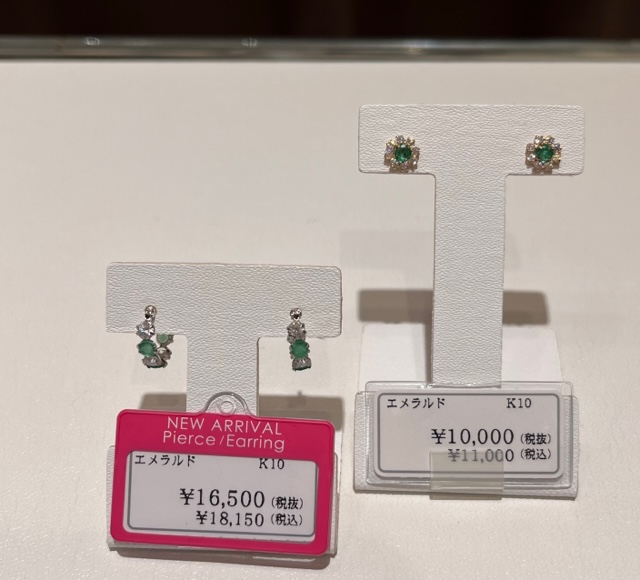 NEW ARRIVAL
Pierce/Earring
エメラルド K10
¥16,500(税抜)
¥18,150(税込)
エメラルド K10
¥10,000(税抜)
¥11,000(税込)